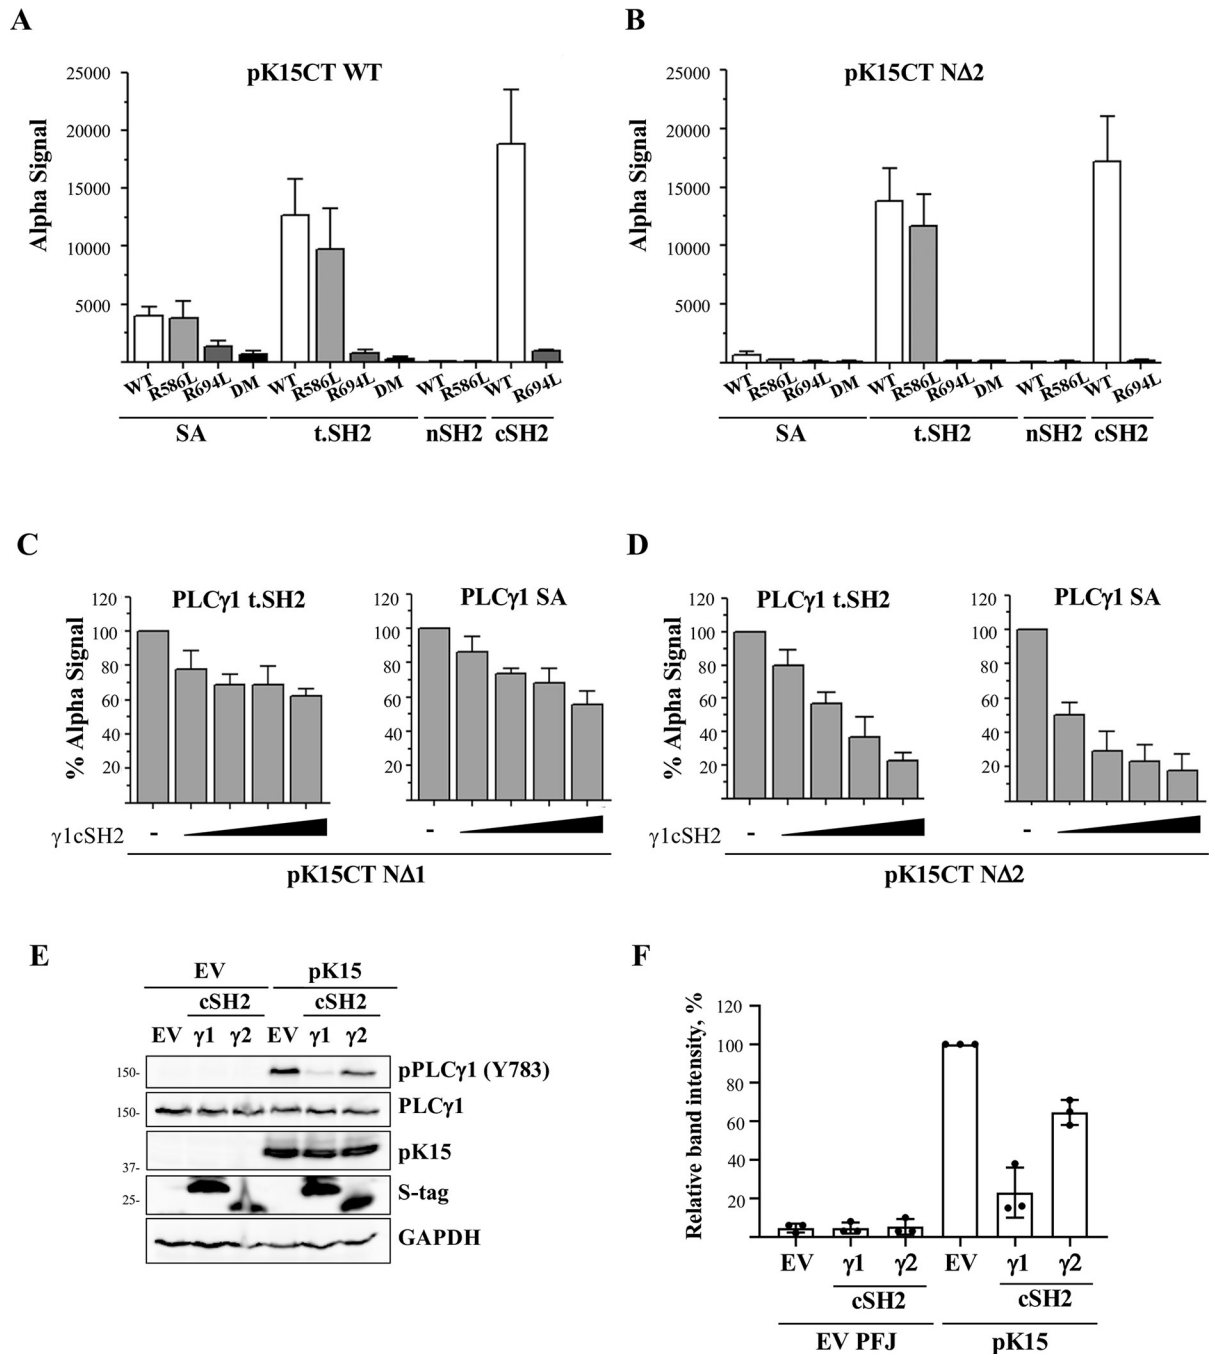 A
pK15CT WT
Alpha Signal
25000
20000
15000
10000
5000
WT R586L R694L DM WT R586L R694L DM WT R586L WT R694L
SA t.SH2 nSH2 cSH2
B
pK15CT NΔ2
Alpha Signal
25000
20000
15000
10000
5000
WT R586L R694L DM WT R586L R694L DM WT R586L WT R694L
SA t.SH2 nSH2 cSH2
C
PLCγ1 t.SH2
% Alpha Signal
120
100
80
60
40
20
PLCγ1 SA
120
100
80
60
40
20
γ1cSH2 - -
pK15CT NΔ1
D
PLCγ1 t.SH2
% Alpha Signal
120
100
80
60
40
20
PLCγ1 SA
120
100
80
60
40
20
γ1cSH2 - -
pK15CT NΔ2
E
EV pK15
cSH2 cSH2
EV γ1 γ2 EV γ1 γ2
150- pPLCγ1 (Y783)
150- PLCγ1
pK15
37-
25- S-tag
GAPDH
F
Relative band intensity, %
120
100
80
60
40
20
EV γ1 γ2 EV γ1 γ2
cSH2 cSH2
EV PFJ pK15